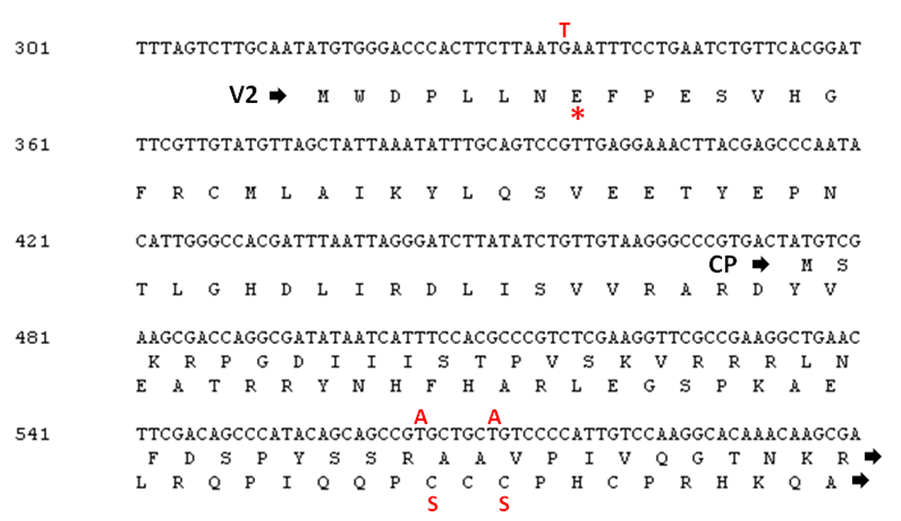 T
301 TTTAGTCTTGCAATATGTGGGACCCACTTCTTAATGAATTTCCTGAATCTGTTCACGGAT
V2 ➡ M W D P L L N E F P E S V H G
*
361 TTCGTTGTATGTTAGCTATTAAATATTTGCAGTCCGTTGAGGAAACTTACGAGCCCAATA
F R C M L A I K Y L Q S V E E T Y E P N
421 CATTGGGCCACGATTTAATTAGGGATCTTATATCTGTTGTAAGGGCCCGTGACTATGTCG
CP ➡ M S
T L G H D L I R D L I S V V R A R D Y V
481 AAGCGACCAGGCGATATAATCATTTCCACGCCCGTCTCGAAGGTTCGCCGAAGGCTGAAC
K R P G D I I I S T P V S K V R R R L N
E A T R R Y N H F H A R L E G S P K A E
A A
541 TTCGACAGCCCATACAGCAGCCGTGCTGCTGTCCCCATTGTCCAAGGCACAAACAAGCGA
F D S P Y S S R A A V P I V Q G T N K R ➡
L R Q P I Q Q P C C C P H C P R H K Q A ➡
S S